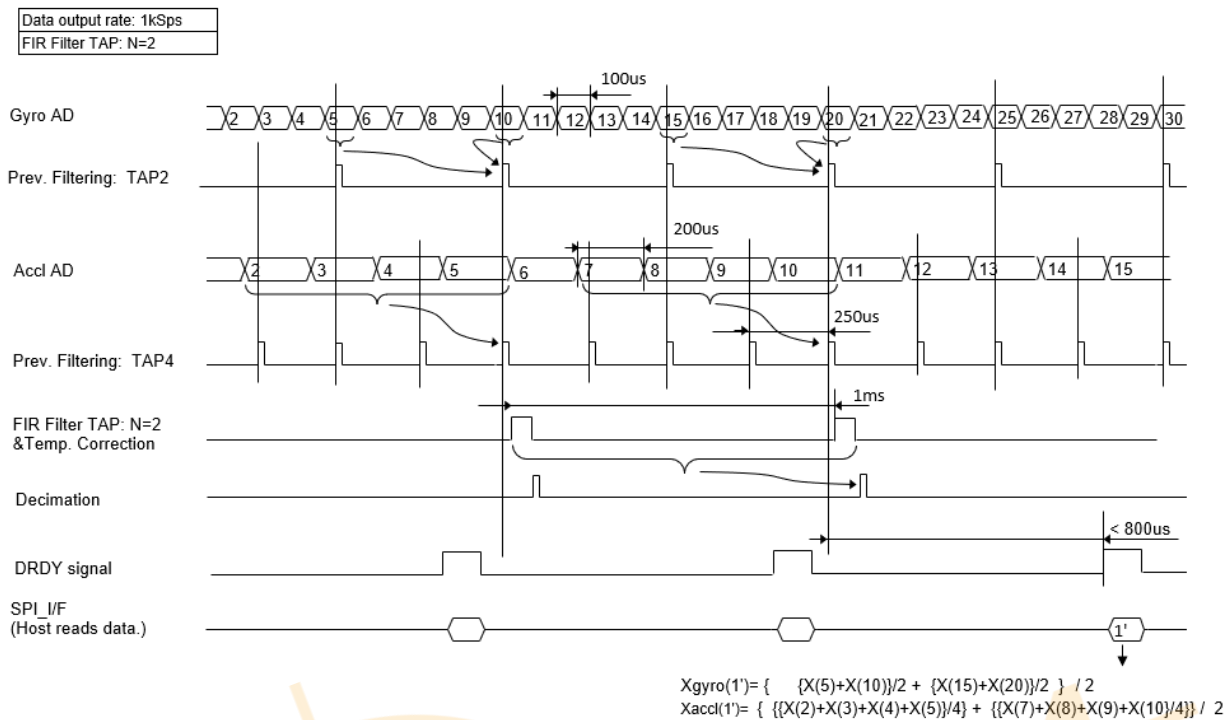 Data output rate: 1kSps
FIR Filter TAP: N=2
100us
Gyro AD 2 3 4 5 6 7 8 9 10 11 12 13 14 15 16 17 18 19 20 21 22 23 24 25 26 27 28 29 30
Prev. Filtering: TAP2
200us
Accl AD 2 3 4 5 6 7 8 9 10 11 12 13 14 15
250us
Prev. Filtering: TAP4
1ms
FIR Filter TAP: N=2
&Temp. Correction
Decimation
< 800us
DRDY signal
SPI_I/F
(Host reads data.) 1'
Xgyro(1')= { {X(5)+X(10)}/2 + {X(15)+X(20)}/2 } / 2
Xaccl(1')= { {{X(2)+X(3)+X(4)+X(5)}/4} + {{X(7)+X(8)+X(9)+X(10}/4}} / 2